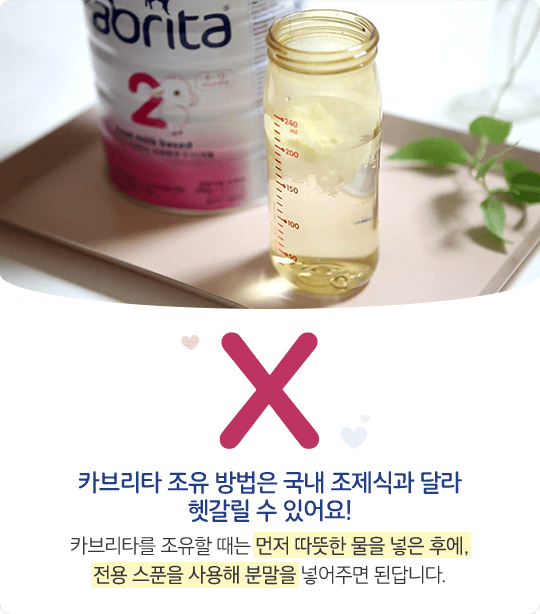 abrita
2
240
ml
200
150
100
50
X
카브리타 조유 방법은 국내 조제식과 달라
헷갈릴 수 있어요!
카브리타를 조유할 때는 먼저 따뜻한 물을 넣은 후에,
전용 스푼을 사용해 분말을 넣어주면 된답니다.